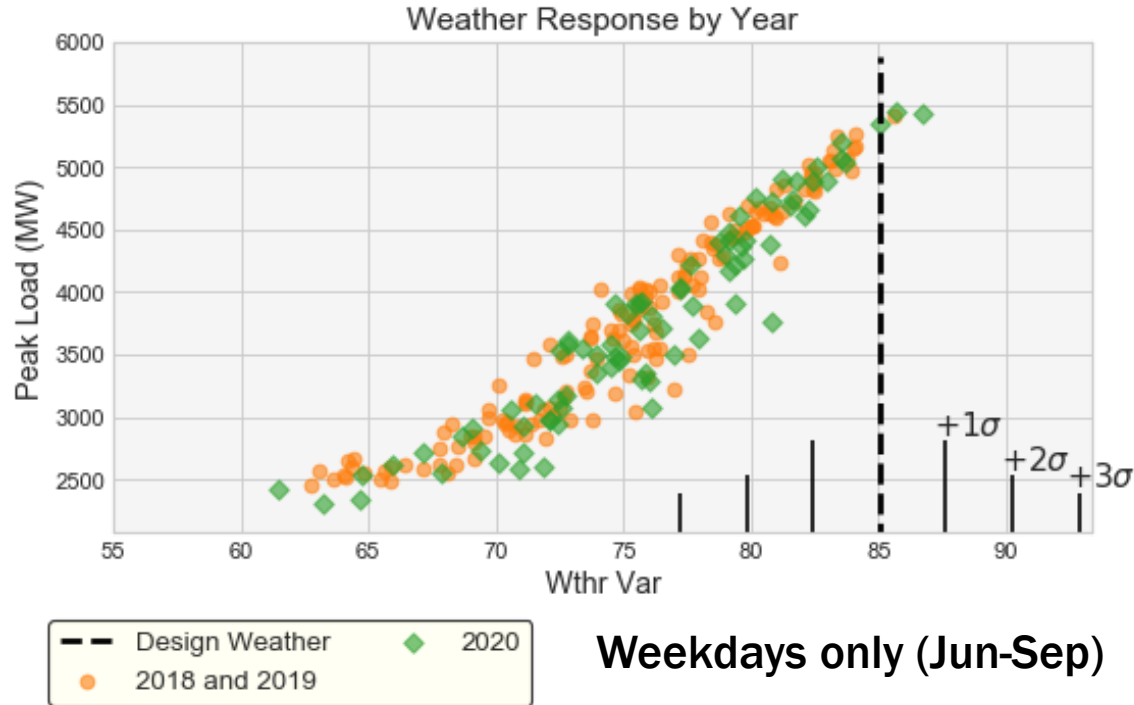 Weather Response by Year
6000
5500
5000
4500
4000
3500
3000
2500
Peak Load (MW)
+1σ
+2σ
+3σ
55 60 65 70 75 80 85 90
Wthr Var
Design Weather 2020
2018 and 2019
Weekdays only (Jun-Sep)